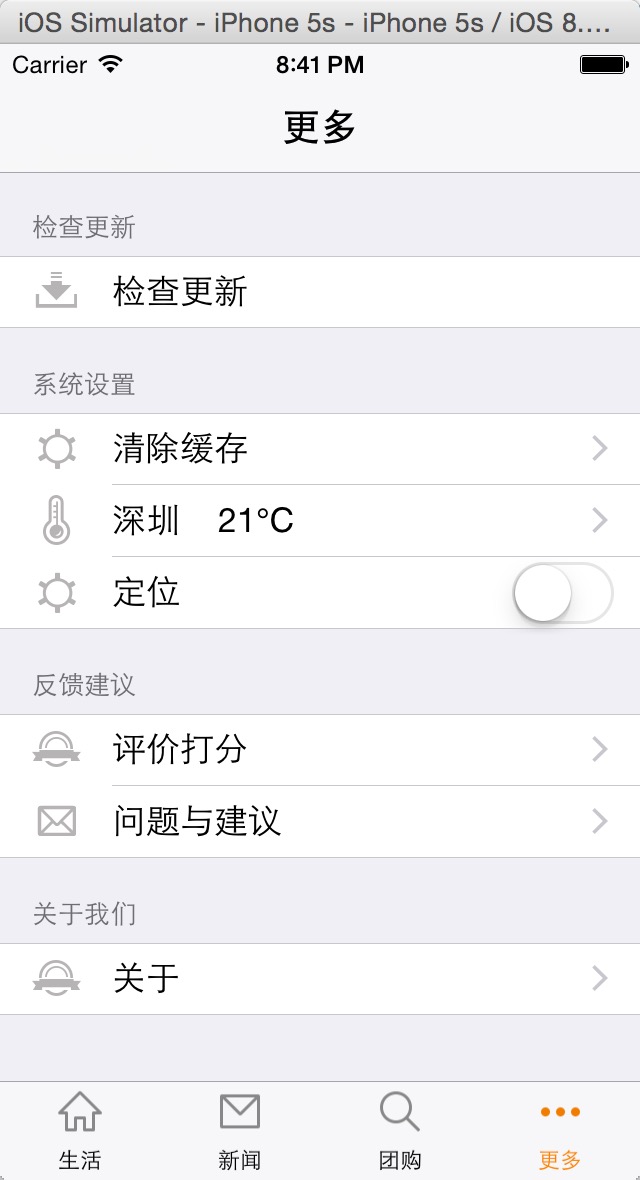 iOS Simulator - iPhone 5s - iPhone 5s / iOS 8....
Carrier 8:41 PM
更多
检查更新
检查更新
系统设置
清除缓存
深圳 21°C
定位
反馈建议
评价打分
问题与建议
关于我们
关于
生活 新闻 团购 更多